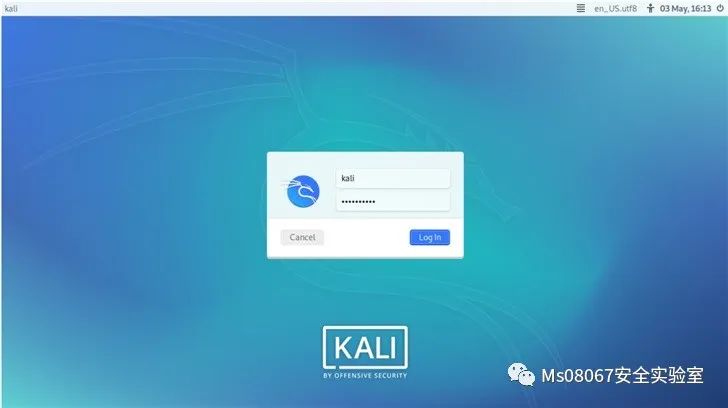 kali
en_US.utf8
03 May, 16:13
kali
••••••••••
Cancel
Log In
KALI
BY OFFENSIVE SECURITY
Ms08067安全实验室